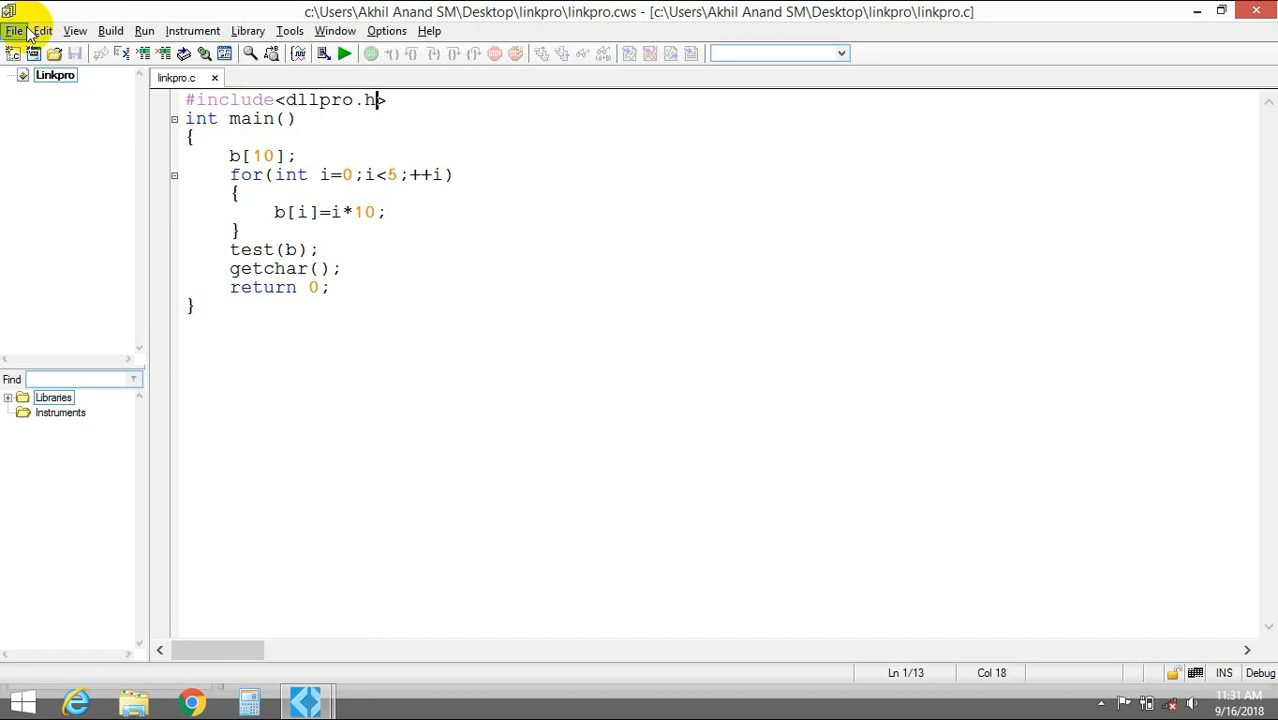 c:\Users\Akhil Anand SM\Desktop\linkpro\linkpro.cws - [c:\Users\Akhil Anand SM\Desktop\linkpro\linkpro.c]
File Edit View Build Run Instrument Library Tools Window Options Help
Linkpro
linkpro.c
#include<dllpro.h>
int main()
{
b[10];
for(int i=0;i<5;++i)
{
b[i]=i*10;
}
test(b);
getchar();
return 0;
}
Find
Libraries
Instruments
Ln 1/13 Col 18 INS Debug
11:31 AM
9/16/2018